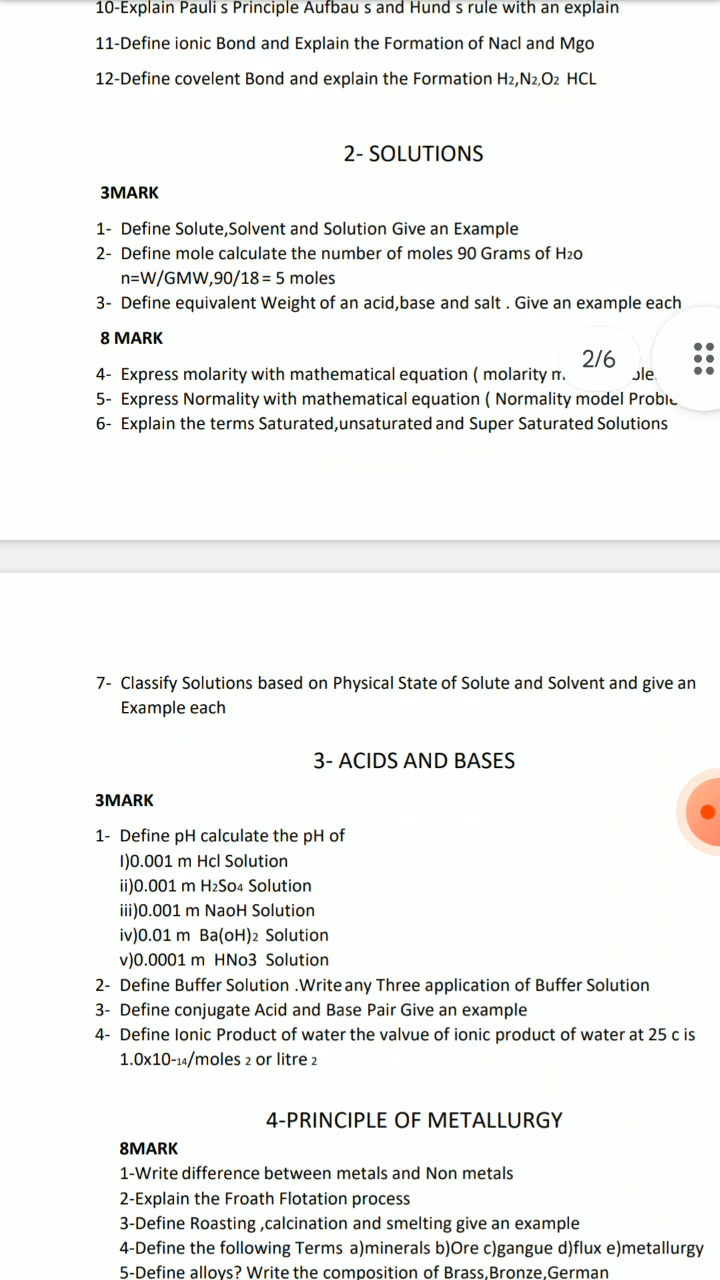 10-Explain Pauli s Principle Aufbau s and Hund s rule with an explain
11-Define ionic Bond and Explain the Formation of Nacl and Mgo
12-Define covelent Bond and explain the Formation H2,N2,O2 HCL
2- SOLUTIONS
3MARK
1- Define Solute,Solvent and Solution Give an Example
2- Define mole calculate the number of moles 90 Grams of H2o
n=W/GMW,90/18 = 5 moles
3- Define equivalent Weight of an acid,base and salt . Give an example each
8 MARK
2/6
4- Express molarity with mathematical equation ( molarity
5- Express Normality with mathematical equation ( Normality model
6- Explain the terms Saturated,unsaturated and Super Saturated Solutions
7- Classify Solutions based on Physical State of Solute and Solvent and give an
Example each
3- ACIDS AND BASES
3MARK
1- Define pH calculate the pH of
I)0.001 m Hcl Solution
ii)0.001 m H2So4 Solution
iii)0.001 m NaoH Solution
iv)0.01 m Ba(oH)2 Solution
v)0.0001 m HNo3 Solution
2- Define Buffer Solution .Write any Three application of Buffer Solution
3- Define conjugate Acid and Base Pair Give an example
4- Define Ionic Product of water the valvue of ionic product of water at 25 c is
1.0x10-14/moles 2 or litre 2
4-PRINCIPLE OF METALLURGY
8MARK
1-Write difference between metals and Non metals
2-Explain the Froath Flotation process
3-Define Roasting ,calcination and smelting give an example
4-Define the following Terms a)minerals b)Ore c)gangue d)flux e)metallurgy
5-Define alloys? Write the composition of Brass,Bronze,German